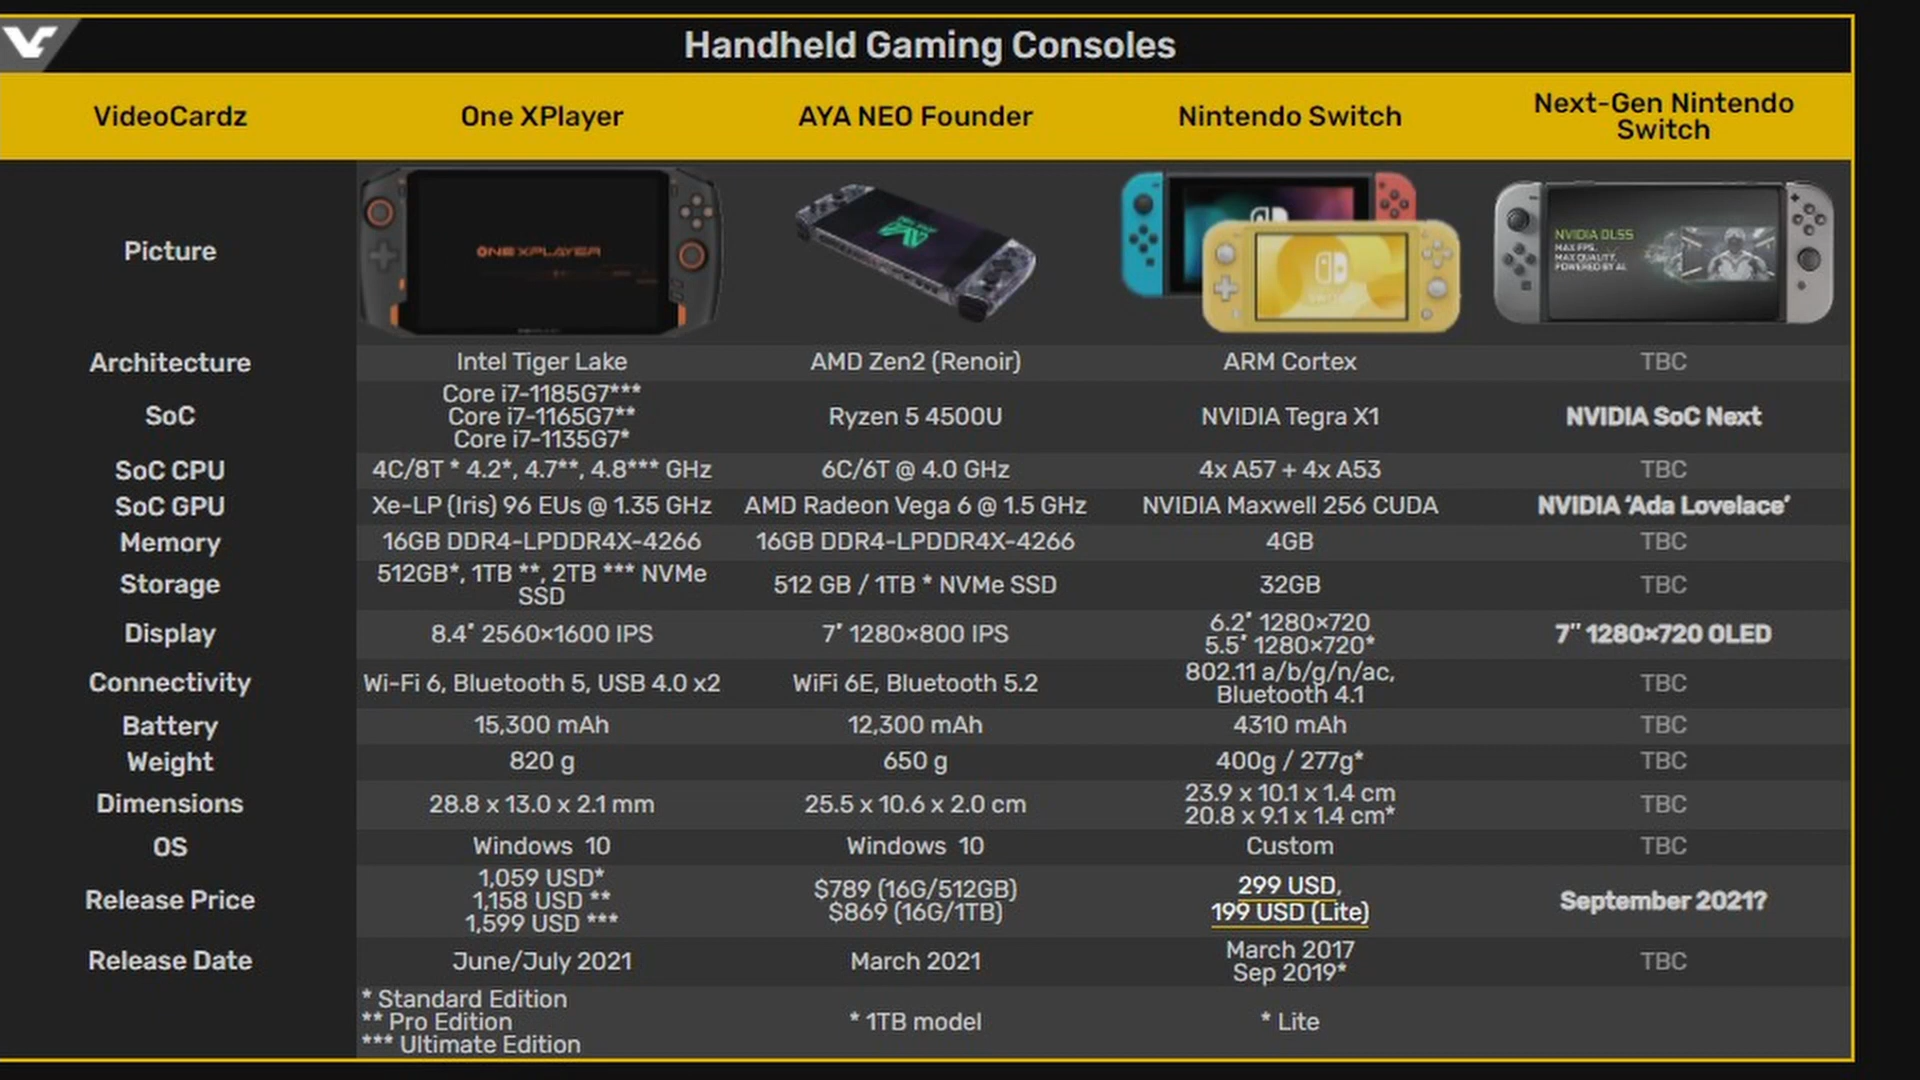 Handheld Gaming Consoles
VideoCardz
One XPlayer
AYA NEO Founder
Nintendo Switch
Next-Gen Nintendo
Switch
Picture
ONE XPLAYER
NVIDIA DLSS
MAX FPS.
MAX QUALITY.
POWERED BY AI.
Architecture
Intel Tiger Lake
AMD Zen2 (Renoir)
ARM Cortex
TBC
SoC
Core i7-1185G7***
Core i7-1165G7**
Core i7-1135G7*
Ryzen 5 4500U
NVIDIA Tegra X1
NVIDIA SoC Next
SoC CPU
4C/8T * 4.2*, 4.7**, 4.8*** GHz
6C/6T @ 4.0 GHz
4x A57 + 4x A53
TBC
SoC GPU
Xe-LP (Iris) 96 EUs @ 1.35 GHz
AMD Radeon Vega 6 @ 1.5 GHz
NVIDIA Maxwell 256 CUDA
NVIDIA ‘Ada Lovelace’
Memory
16GB DDR4-LPDDR4X-4266
16GB DDR4-LPDDR4X-4266
4GB
TBC
Storage
512GB*, 1TB **, 2TB *** NVMe
SSD
512 GB / 1TB * NVMe SSD
32GB
TBC
Display
8.4″ 2560×1600 IPS
7″ 1280×800 IPS
6.2″ 1280×720
5.5″ 1280×720*
7″ 1280×720 OLED
Connectivity
Wi-Fi 6, Bluetooth 5, USB 4.0 x2
WiFi 6E, Bluetooth 5.2
802.11 a/b/g/n/ac,
Bluetooth 4.1
TBC
Battery
15,300 mAh
12,300 mAh
4310 mAh
TBC
Weight
820 g
650 g
400g / 277g*
TBC
Dimensions
28.8 x 13.0 x 2.1 mm
25.5 x 10.6 x 2.0 cm
23.9 x 10.1 x 1.4 cm
20.8 x 9.1 x 1.4 cm*
TBC
OS
Windows 10
Windows 10
Custom
TBC
Release Price
1,059 USD*
1,158 USD **
1,599 USD ***
$789 (16G/512GB)
$869 (16G/1TB)
299 USD,
199 USD (Lite)
September 2021?
Release Date
June/July 2021
March 2021
March 2017
Sep 2019*
TBC
* Standard Edition
** Pro Edition
*** Ultimate Edition
* 1TB model
* Lite